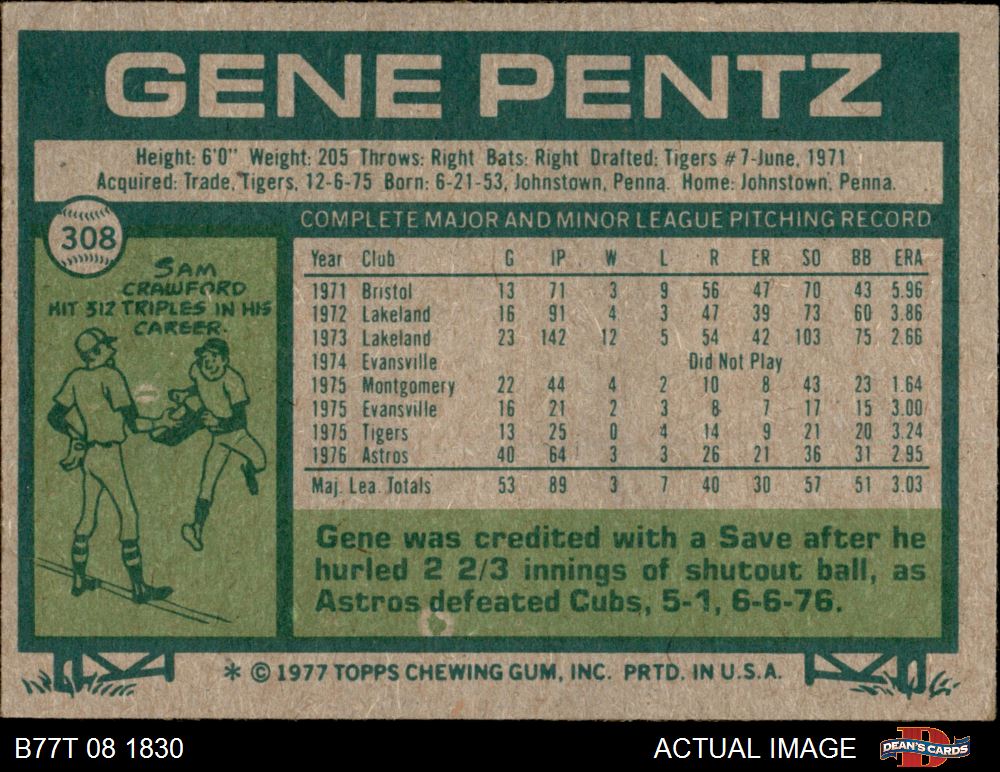 GENE PENTZ
Height: 6'0" Weight: 205 Throws: Right Bats: Right Drafted: Tigers #7-June, 1971
Acquired: Trade, Tigers, 12-6-75 Born: 6-21-53, Johnstown, Penna. Home: Johnstown, Penna.
308
COMPLETE MAJOR AND MINOR LEAGUE PITCHING RECORD
SAM
CRAWFORD
HIT 312 TRIPLES IN HIS
CAREER.
Year Club G IP W L R ER SO BB ERA
1971 Bristol 13 71 3 9 56 47 70 43 5.96
1972 Lakeland 16 91 4 3 47 39 73 60 3.86
1973 Lakeland 23 142 12 5 54 42 103 75 2.66
1974 Evansville Did Not Play
1975 Montgomery 22 44 4 2 10 8 43 23 1.64
1975 Evansville 16 21 2 3 8 7 17 15 3.00
1975 Tigers 13 25 0 4 14 9 21 20 3.24
1976 Astros 40 64 3 3 26 21 36 31 2.95
Maj. Lea. Totals 53 89 3 7 40 30 57 51 3.03
Gene was credited with a Save after he
hurled 2 2/3 innings of shutout ball, as
Astros defeated Cubs, 5-1, 6-6-76.
* © 1977 TOPPS CHEWING GUM, INC. PRTD. IN U.S.A.
B77T 08 1830
ACTUAL IMAGE
D
DEAN'S CARDS